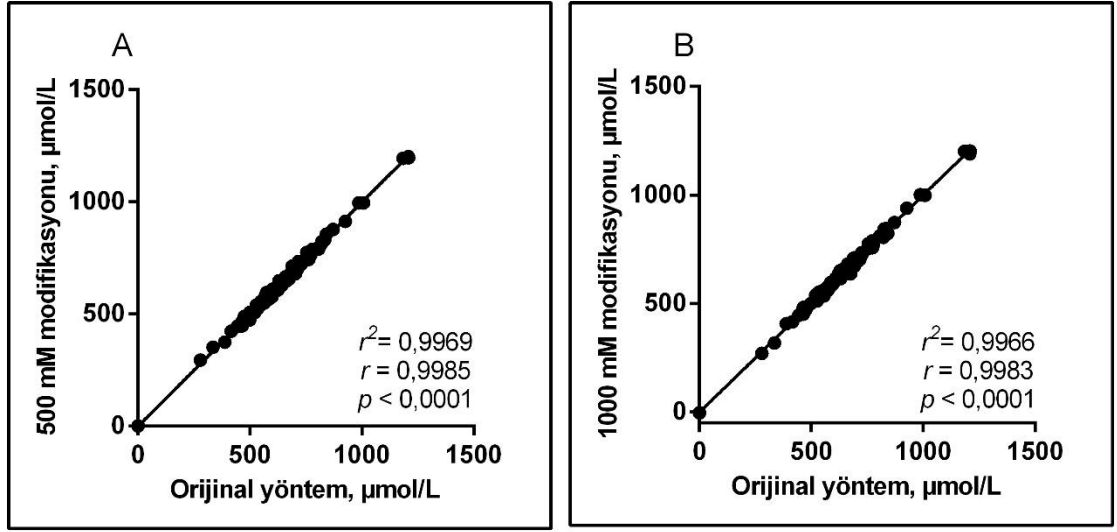 A
500 mM modifikasyonu, µmol/L
1500
1000
500
0
r²= 0,9969
r = 0,9985
p < 0,0001
0 500 1000 1500
Orijinal yöntem, µmol/L
B
1000 mM modifikasyonu, µmol/L
1500
1000
500
0
r²= 0,9966
r = 0,9983
p < 0,0001
0 500 1000 1500
Orijinal yöntem, µmol/L